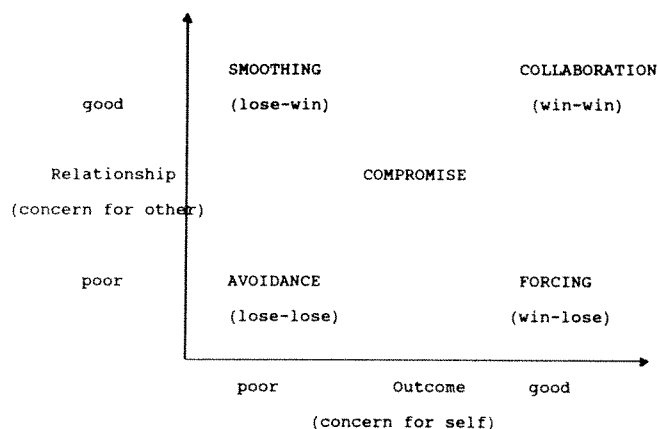 SMOOTHING COLLABORATION
good (lose-win) (win-win)
Relationship COMPROMISE
(concern for other)
poor AVOIDANCE FORCING
(lose-lose) (win-lose)
poor Outcome good
(concern for self)